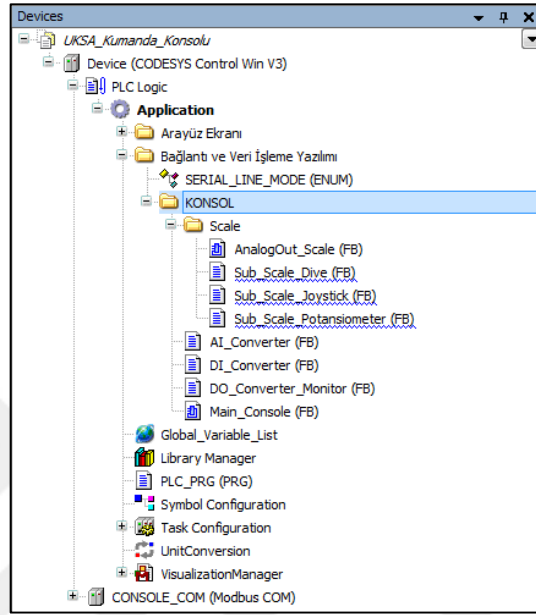 Devices
UKSA_Kumanda_Konsolu
Device (CODESYS Control Win V3)
PLC Logic
Application
Arayüz Ekranı
Bağlantı ve Veri İşleme Yazılımı
SERIAL_LINE_MODE (ENUM)
KONSOL
Scale
AnalogOut_Scale (FB)
Sub_Scale_Dive (FB)
Sub_Scale_Joystick (FB)
Sub_Scale_Potansiometer (FB)
AI_Converter (FB)
DI_Converter (FB)
DO_Converter_Monitor (FB)
Main_Console (FB)
Global_Variable_List
Library Manager
PLC_PRG (PRG)
Symbol Configuration
Task Configuration
UnitConversion
VisualizationManager
CONSOLE_COM (Modbus COM)